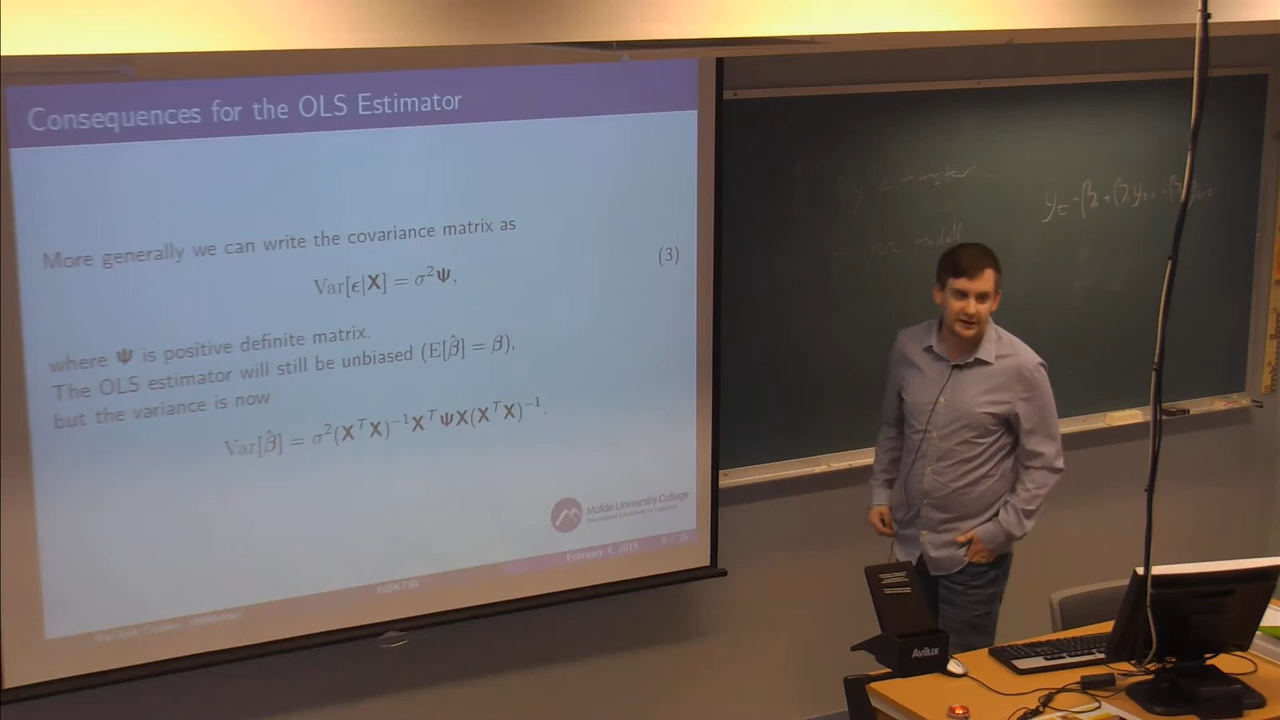 Consequences for the OLS Estimator
More generally we can write the covariance matrix as
Var[ϵ|X] = σ²Ψ,
(3)
where Ψ is positive definite matrix.
The OLS estimator will still be unbiased (E[β̂] = β),
but the variance is now
Var[β̂] = σ²(XᵀX)⁻¹XᵀΨX(XᵀX)⁻¹.
Molde University College
February 4, 2015
Avilux